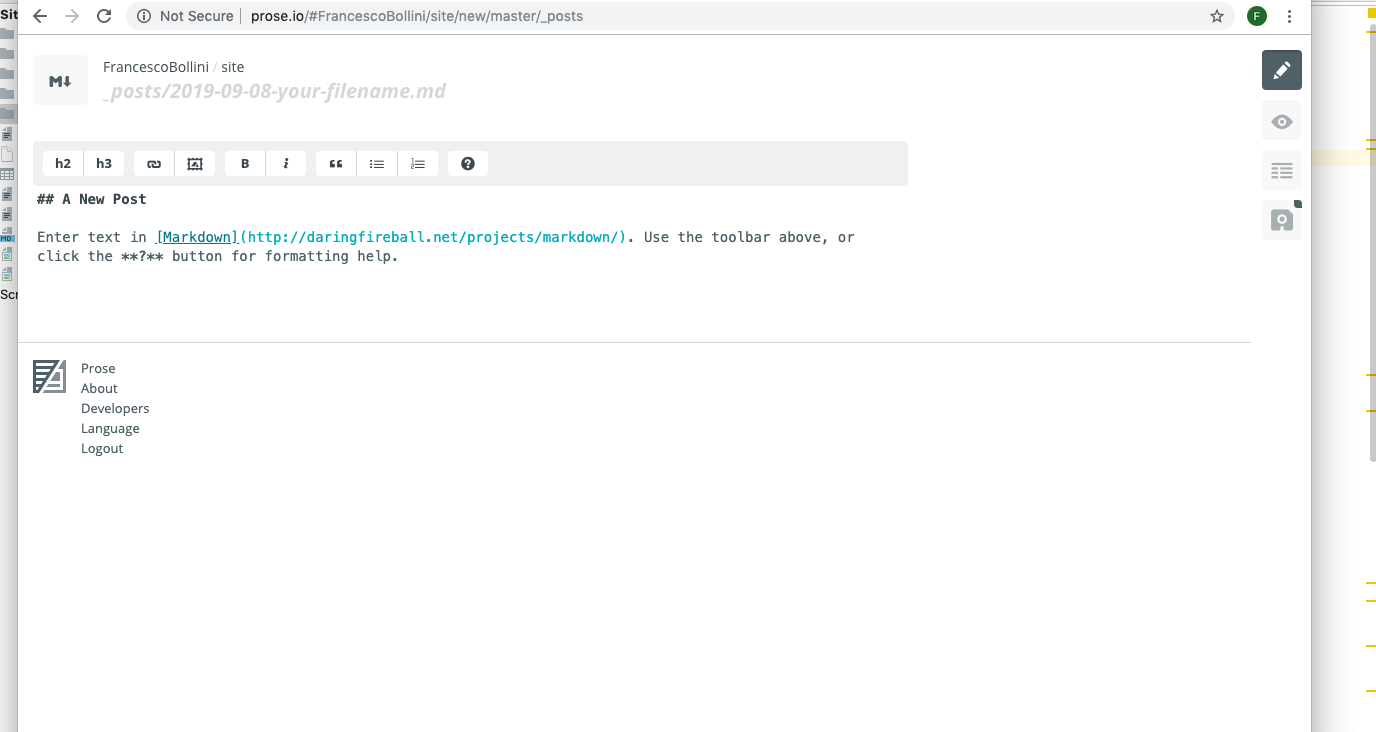 Sit
Not Secure | prose.io/#FrancescoBollini/site/new/master/_posts
F
M↓
FrancescoBollini / site
_posts/2019-09-08-your-filename.md
h2 h3 B i ?
## A New Post
Enter text in [Markdown](http://daringfireball.net/projects/markdown/). Use the toolbar above, or
click the **?** button for formatting help.
MD
Scr
Prose
About
Developers
Language
Logout